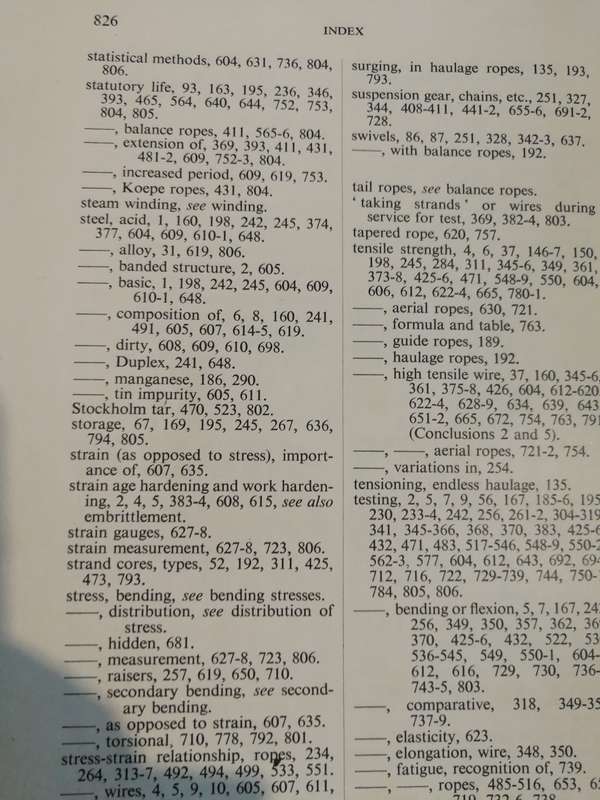 826
INDEX
statistical methods, 604, 631, 736, 804,
806.
statutory life, 93, 163, 195, 236, 346,
393, 465, 564, 640, 644, 752, 753,
804, 805.
——, balance ropes, 411, 565-6, 804.
——, extension of, 369, 393, 411, 431,
481-2, 609, 752-3, 804.
——, increased period, 609, 619, 753.
——, Koepe ropes, 431, 804.
steam winding, see winding.
steel, acid, 1, 160, 198, 242, 245, 374,
377, 604, 609, 610-1, 648.
——, alloy, 31, 619, 806.
——, banded structure, 2, 605.
——, basic, 1, 198, 242, 245, 604, 609,
610-1, 648.
——, composition of, 6, 8, 160, 241,
491, 605, 607, 614-5, 619.
——, dirty, 608, 609, 610, 698.
——, Duplex, 241, 648.
——, manganese, 186, 290.
——, tin impurity, 605, 611.
Stockholm tar, 470, 523, 802.
storage, 67, 169, 195, 245, 267, 636,
794, 805.
strain (as opposed to stress), import-
ance of, 607, 635.
strain age hardening and work harden-
ing, 2, 4, 5, 383-4, 608, 615, see also
embrittlement.
strain gauges, 627-8.
strain measurement, 627-8, 723, 806.
strand cores, types, 52, 192, 311, 425,
473, 793.
stress, bending, see bending stresses.
——, distribution, see distribution of
stress.
——, hidden, 681.
——, measurement, 627-8, 723, 806.
——, raisers, 257, 619, 650, 710.
——, secondary bending, see second-
ary bending.
——, as opposed to strain, 607, 635.
——, torsional, 710, 778, 792, 801.
stress-strain relationship, ropes, 234,
264, 313-7, 492, 494, 499, 533, 551.
——, wires, 4, 5, 9, 10, 605, 607, 611,
surging, in haulage ropes, 135, 193,
793.
suspension gear, chains, etc., 251, 327,
344, 408-411, 441-2, 655-6, 691-2,
728.
swivels, 86, 87, 251, 328, 342-3, 637.
——, with balance ropes, 192.
tail ropes, see balance ropes.
' taking strands ' or wires during
service for test, 369, 382-4, 803.
tapered rope, 620, 757.
tensile strength, 4, 6, 37, 146-7, 150,
198, 245, 284, 311, 345-6, 349, 361,
373-8, 425-6, 471, 548-9, 550, 604,
606, 612, 622-4, 665, 780-1.
——, aerial ropes, 630, 721.
——, formula and table, 763.
——, guide ropes, 189.
——, haulage ropes, 192.
——, high tensile wire, 37, 160, 345-6,
361, 375-8, 426, 604, 612-620,
622-4, 628-9, 634, 639, 643,
651-2, 665, 672, 754, 763, 791
(Conclusions 2 and 5).
——, ——, aerial ropes, 721-2, 754.
——, variations in, 254.
tensioning, endless haulage, 135.
testing, 2, 5, 7, 9, 56, 167, 185-6, 195,
230, 233-4, 242, 256, 261-2, 304-319,
341, 345-366, 368, 370, 383, 425-6,
432, 471, 483, 517-546, 548-9, 550-
562-3, 577, 604, 612, 643, 692,
712, 716, 722, 729-739, 744, 750-
784, 805, 806.
——, bending or flexion, 5, 7, 167,
256, 349, 350, 357, 362,
370, 425-6, 432, 522,
536-545, 549, 550-1, 604-
612, 616, 729, 730, 736-
743-5, 803.
——, comparative, 318,
737-9.
——, elasticity, 623.
——, elongation, wire, 348, 350.
——, fatigue, recognition of, 739.
——, ——, ropes, 485-516, 653,